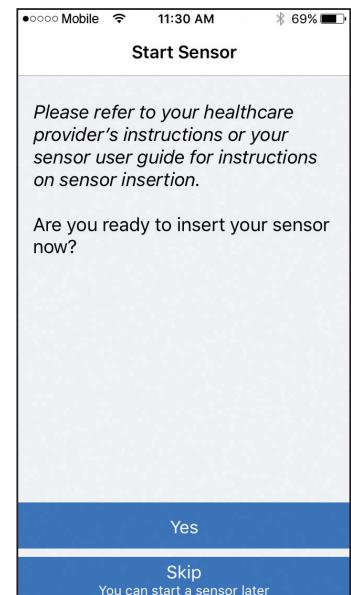 ●○○○○ Mobile 11:30 AM 69%
Start Sensor
Please refer to your healthcare
provider's instructions or your
sensor user guide for instructions
on sensor insertion.
Are you ready to insert your sensor
now?
Yes
Skip
You can start a sensor later